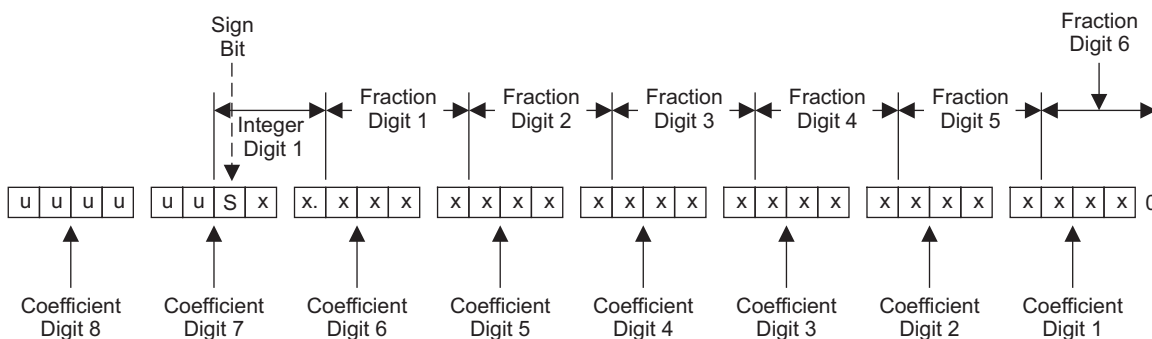 Sign
Bit
Fraction
Digit 6
Integer
Digit 1
Fraction
Digit 1
Fraction
Digit 2
Fraction
Digit 3
Fraction
Digit 4
Fraction
Digit 5
u u u u u u S x x. x x x x x x x x x x x x x x x x x x x x x x x 0
Coefficient
Digit 8
Coefficient
Digit 7
Coefficient
Digit 6
Coefficient
Digit 5
Coefficient
Digit 4
Coefficient
Digit 3
Coefficient
Digit 2
Coefficient
Digit 1